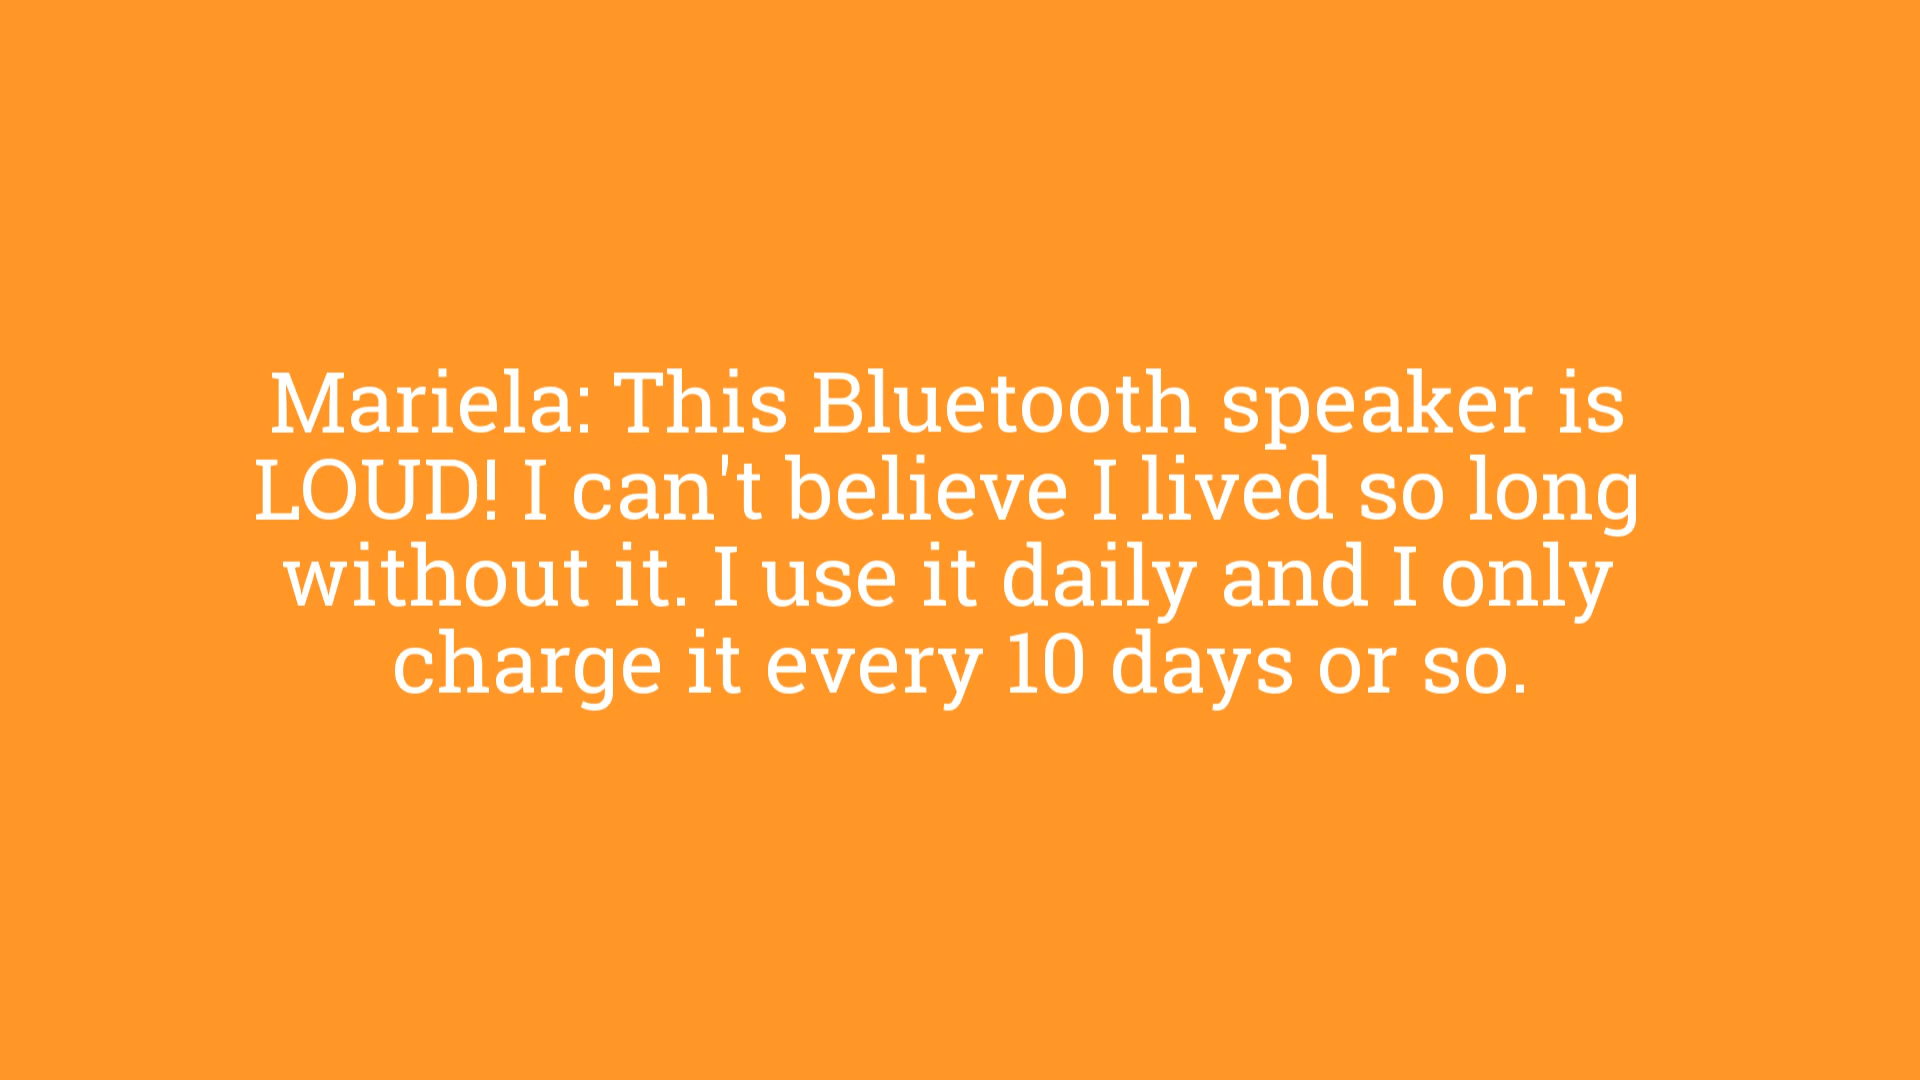 Mariela: This Bluetooth speaker is
LOUD! I can't believe I lived so long
without it. I use it daily and I only
charge it every 10 days or so.